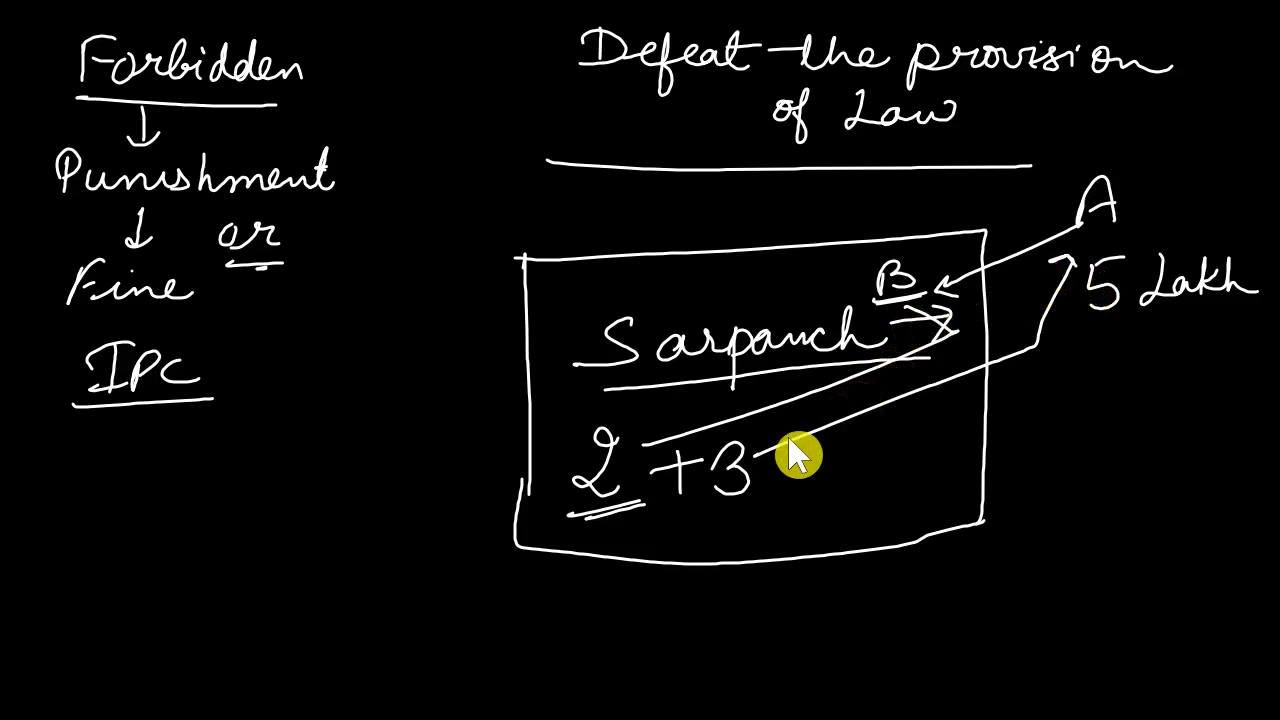 Forbidden
Punishment
or
Fine
IPC
Defeat the provision
of Law
A
5 Lakh
B
Sarpanch
2 + 3